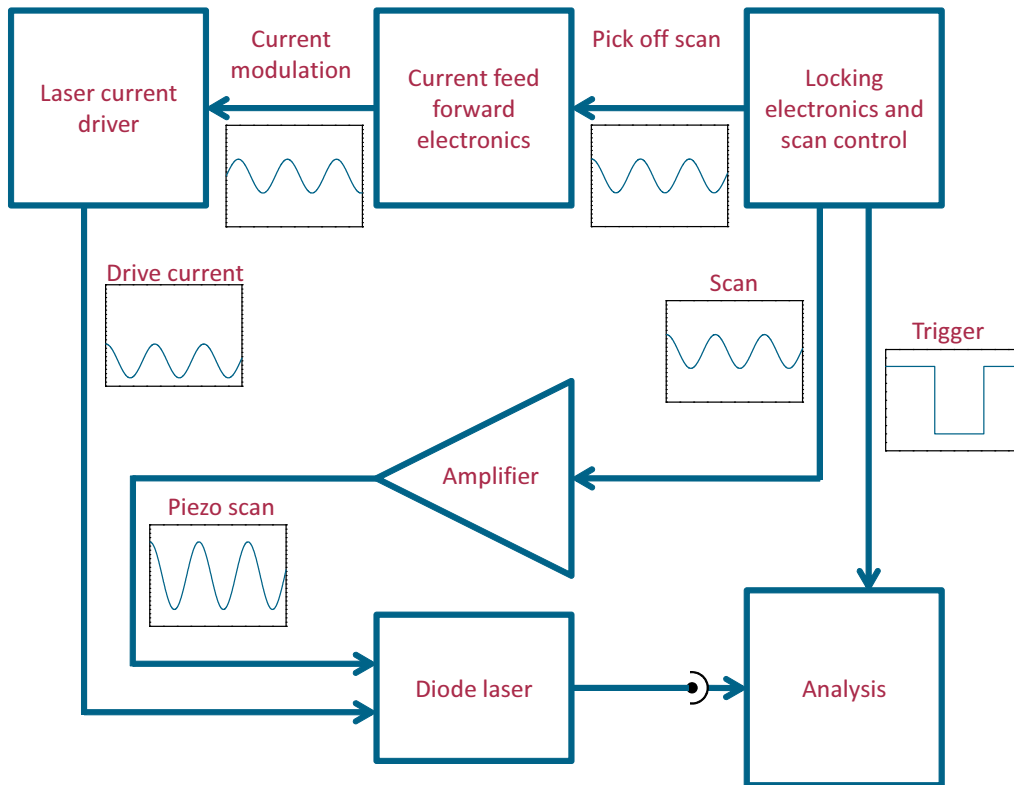 Laser current
driver
Current
modulation
Current feed
forward
electronics
Pick off scan
Locking
electronics and
scan control
Drive current
Scan
Trigger
Amplifier
Piezo scan
Diode laser
Analysis